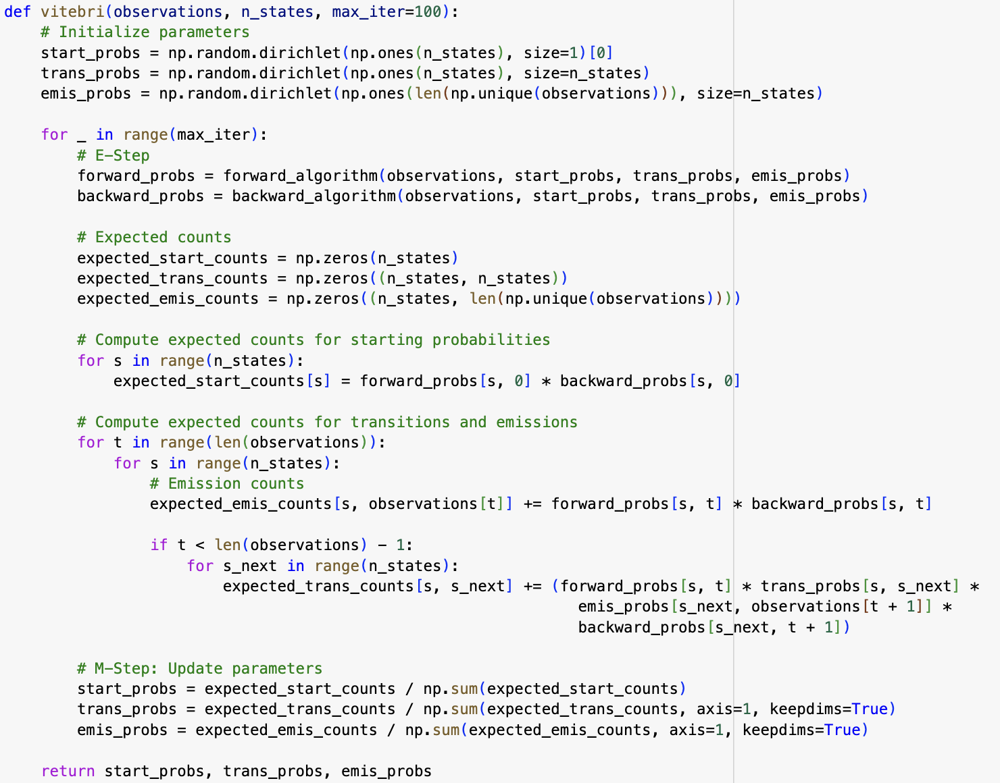 def vitebri(observations, n_states, max_iter=100):
    # Initialize parameters
    start_probs = np.random.dirichlet(np.ones(n_states), size=1)[0]
    trans_probs = np.random.dirichlet(np.ones(n_states), size=n_states)
    emis_probs = np.random.dirichlet(np.ones(len(np.unique(observations))), size=n_states)

    for _ in range(max_iter):
        # E-Step
        forward_probs = forward_algorithm(observations, start_probs, trans_probs, emis_probs)
        backward_probs = backward_algorithm(observations, start_probs, trans_probs, emis_probs)

        # Expected counts
        expected_start_counts = np.zeros(n_states)
        expected_trans_counts = np.zeros((n_states, n_states))
        expected_emis_counts = np.zeros((n_states, len(np.unique(observations))))

        # Compute expected counts for starting probabilities
        for s in range(n_states):
            expected_start_counts[s] = forward_probs[s, 0] * backward_probs[s, 0]

        # Compute expected counts for transitions and emissions
        for t in range(len(observations)):
            for s in range(n_states):
                # Emission counts
                expected_emis_counts[s, observations[t]] += forward_probs[s, t] * backward_probs[s, t]

                if t < len(observations) - 1:
                    for s_next in range(n_states):
                        expected_trans_counts[s, s_next] += (forward_probs[s, t] * trans_probs[s, s_next] *
                                                               emis_probs[s_next, observations[t + 1]] *
                                                               backward_probs[s_next, t + 1])

        # M-Step: Update parameters
        start_probs = expected_start_counts / np.sum(expected_start_counts)
        trans_probs = expected_trans_counts / np.sum(expected_trans_counts, axis=1, keepdims=True)
        emis_probs = expected_emis_counts / np.sum(expected_emis_counts, axis=1, keepdims=True)

    return start_probs, trans_probs, emis_probs